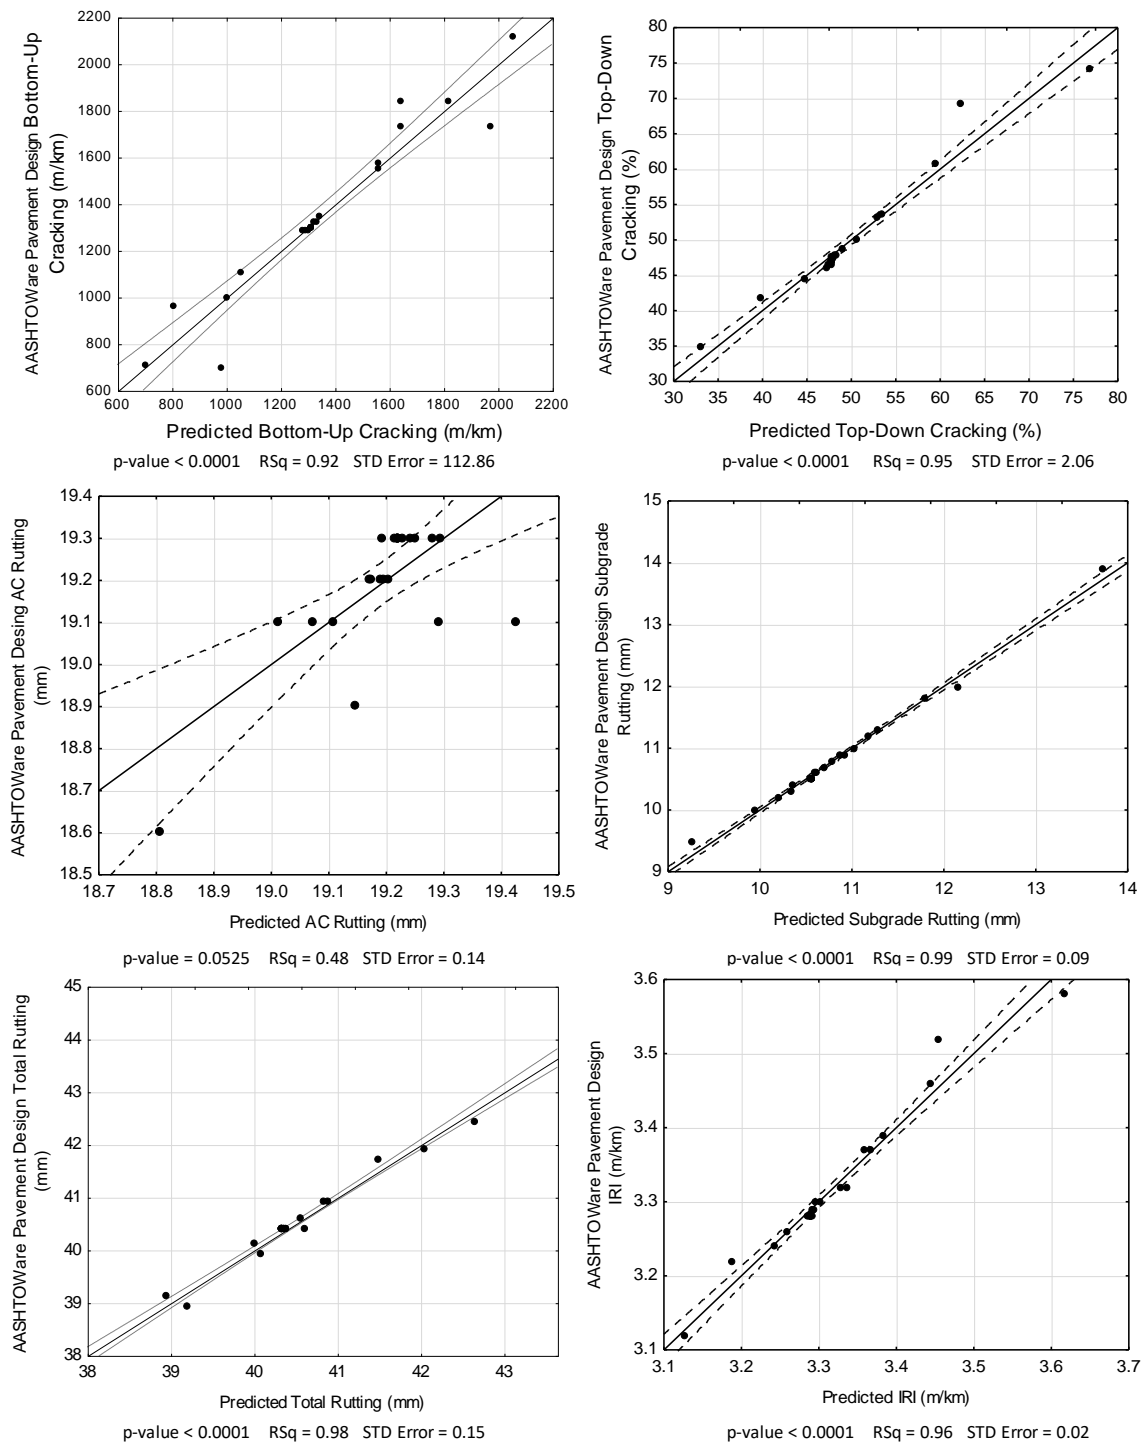 AASHTOWare Pavement Design Bottom-Up
Cracking (m/km)
2200
2000
1800
1600
1400
1200
1000
800
600
600 800 1000 1200 1400 1600 1800 2000 2200
Predicted Bottom-Up Cracking (m/km)
p-value < 0.0001 RSq = 0.92 STD Error = 112.86
AASHTOWare Pavement Design Top-Down
Cracking (%)
80
75
70
65
60
55
50
45
40
35
30
30 35 40 45 50 55 60 65 70 75 80
Predicted Top-Down Cracking (%)
p-value < 0.0001 RSq = 0.95 STD Error = 2.06
AASHTOWare Pavement Desing AC Rutting
(mm)
19.4
19.3
19.2
19.1
19.0
18.9
18.8
18.7
18.6
18.5
18.7 18.8 18.9 19.0 19.1 19.2 19.3 19.4 19.5
Predicted AC Rutting (mm)
p-value = 0.0525 RSq = 0.48 STD Error = 0.14
AASHTOWare Pavement Design Subgrade
Rutting (mm)
15
14
13
12
11
10
9
9 10 11 12 13 14
Predicted Subgrade Rutting (mm)
p-value < 0.0001 RSq = 0.99 STD Error = 0.09
AASHTOWare Pavement Design Total Rutting
(mm)
45
44
43
42
41
40
39
38
38 39 40 41 42 43
Predicted Total Rutting (mm)
p-value < 0.0001 RSq = 0.98 STD Error = 0.15
AASHTOWare Pavement Design
IRI (m/km)
3.6
3.5
3.4
3.3
3.2
3.1
3.1 3.2 3.3 3.4 3.5 3.6 3.7
Predicted IRI (m/km)
p-value < 0.0001 RSq = 0.96 STD Error = 0.02